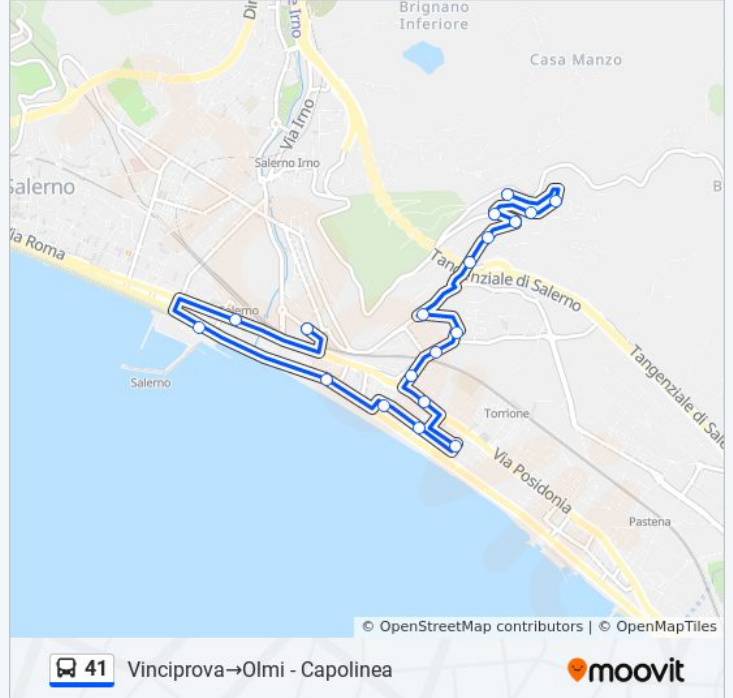 Brignano
Inferiore
Casa Manzo
Via Irno
Salerno Irno
Salerno
Via Roma
Tangenziale di Salerno
Salerno
Salerno
Tangenziale di Sale
Torrione
Via Posidonia
Pastena
© OpenStreetMap contributors | © OpenMapTiles
41 Vinciprova→Olmi - Capolinea
moovit